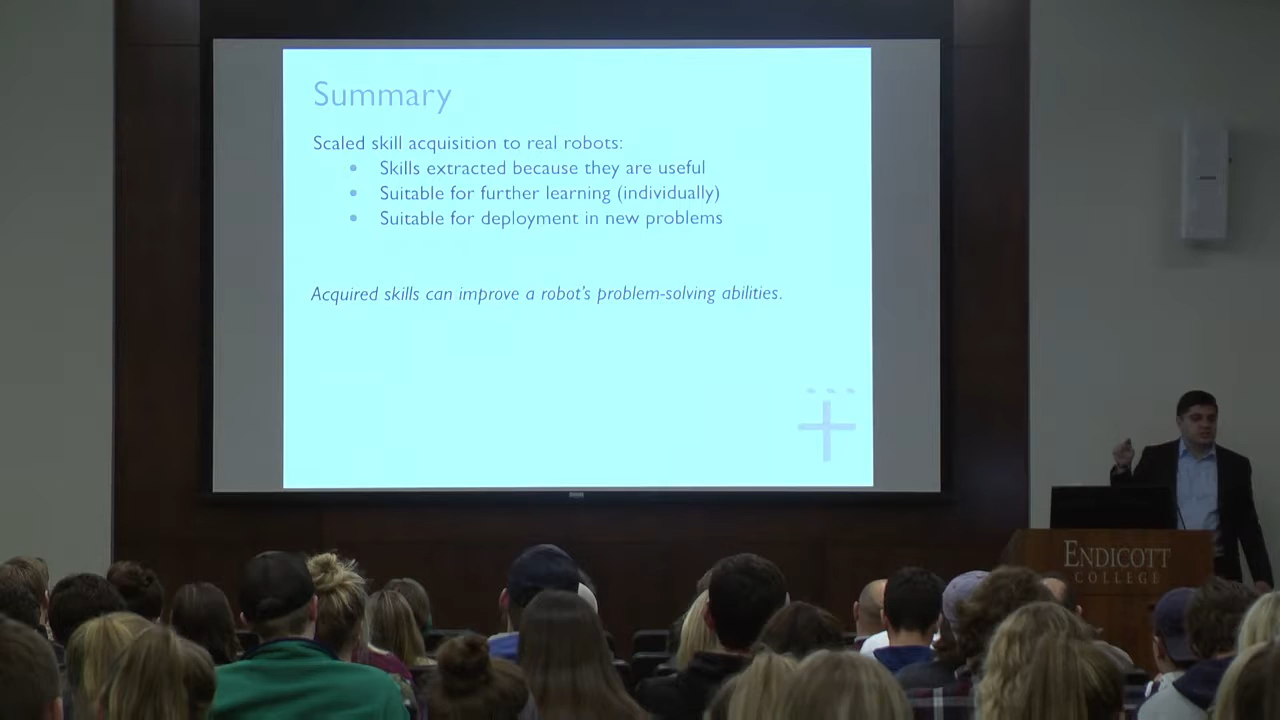 Summary
Scaled skill acquisition to real robots:
• Skills extracted because they are useful
• Suitable for further learning (individually)
• Suitable for deployment in new problems
Acquired skills can improve a robot's problem-solving abilities.
ENDICOTT
COLLEGE